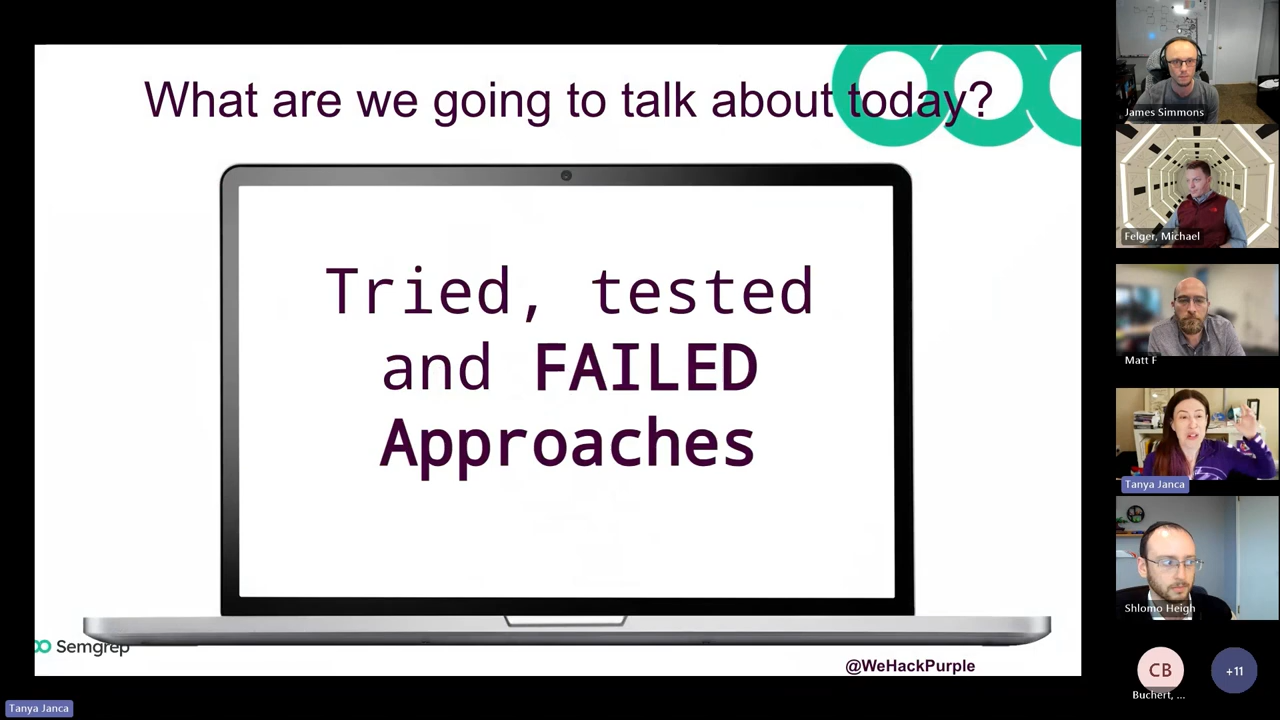 What are we going to talk about today?
Tried, tested
and FAILED
Approaches
Semgrep
@WeHackPurple
Tanya Janca
James Simmons
Felger, Michael
Matt F
Tanya Janca
Shlomo Heigh
CB
Buchert, ...
+11